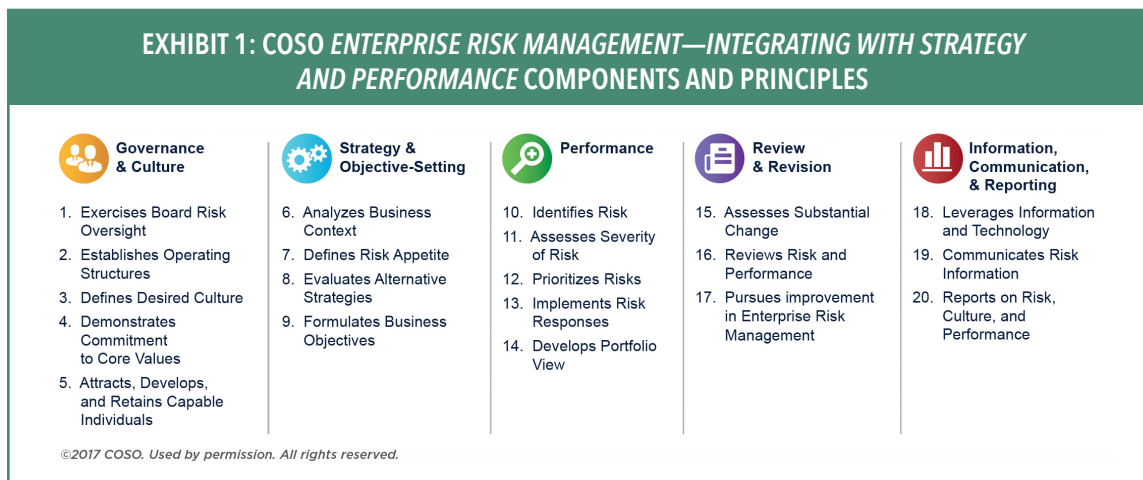 EXHIBIT 1: COSO ENTERPRISE RISK MANAGEMENT—INTEGRATING WITH STRATEGY
AND PERFORMANCE COMPONENTS AND PRINCIPLES
Governance
& Culture
1. Exercises Board Risk
Oversight
2. Establishes Operating
Structures
3. Defines Desired Culture
4. Demonstrates
Commitment
to Core Values
5. Attracts, Develops,
and Retains Capable
Individuals
Strategy &
Objective-Setting
6. Analyzes Business
Context
7. Defines Risk Appetite
8. Evaluates Alternative
Strategies
9. Formulates Business
Objectives
Performance
10. Identifies Risk
11. Assesses Severity
of Risk
12. Prioritizes Risks
13. Implements Risk
Responses
14. Develops Portfolio
View
Review
& Revision
15. Assesses Substantial
Change
16. Reviews Risk and
Performance
17. Pursues improvement
in Enterprise Risk
Management
Information,
Communication,
& Reporting
18. Leverages Information
and Technology
19. Communicates Risk
Information
20. Reports on Risk,
Culture, and
Performance
©2017 COSO. Used by permission. All rights reserved.